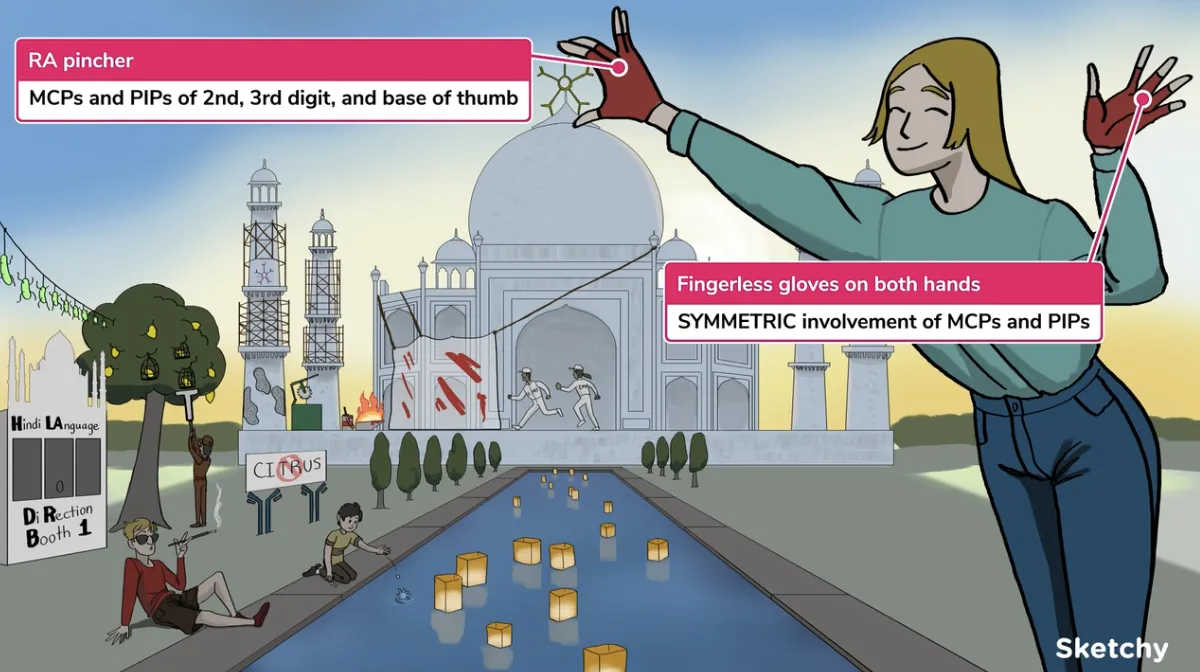 RA pincher
MCPs and PIPs of 2nd, 3rd digit, and base of thumb
Fingerless gloves on both hands
SYMMETRIC involvement of MCPs and PIPs
Hindi LAnguage
0
Di Rection
Booth 1
CITRUS
Sketchy